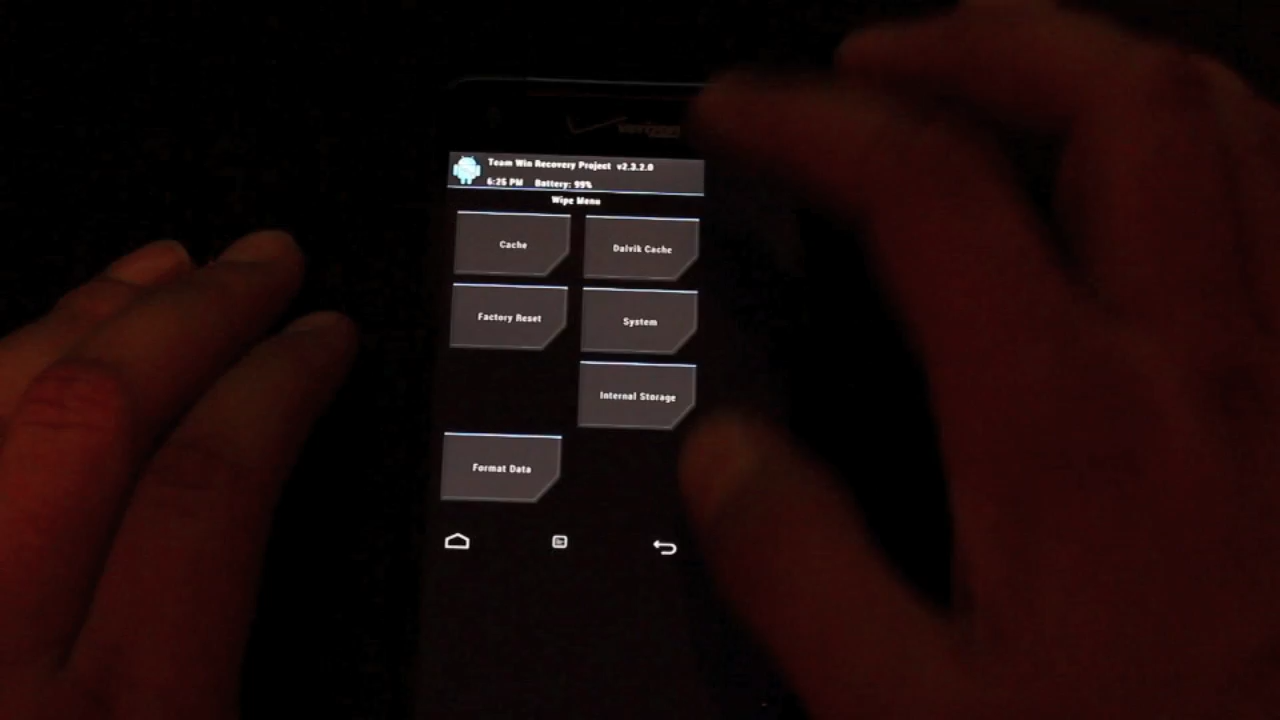 verizon
Team Win Recovery Project v2.3.2.0
6:25 PM Battery: 99%
Wipe Menu
Cache
Dalvik Cache
Factory Reset
System
Internal Storage
Format Data